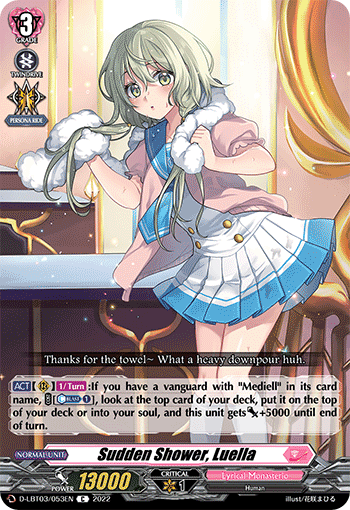 3
GRADE
TWINDRIVE
PERSONA RIDE
Thanks for the towel~ What a heavy downpour huh.
ACT 1/Turn :If you have a vanguard with "Mediell" in its card
name, BLAST 1, look at the top card of your deck, put it on the top
of your deck or into your soul, and this unit gets +5000 until end
of turn.
NORMAL UNIT
Sudden Shower, Luella
POWER 13000 CRITICAL 1
Lyrical Monasterio
Human
D-LBT03/053EN C 2022 illust/花咲まひる